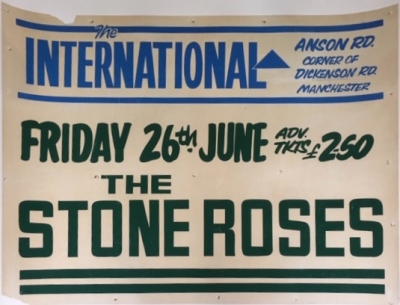 The
INTERNATIONAL
ANSON RD.
CORNER OF
DICKENSON RD.
MANCHESTER
FRIDAY 26th JUNE ADV. TKTS £2.50
THE
STONE ROSES